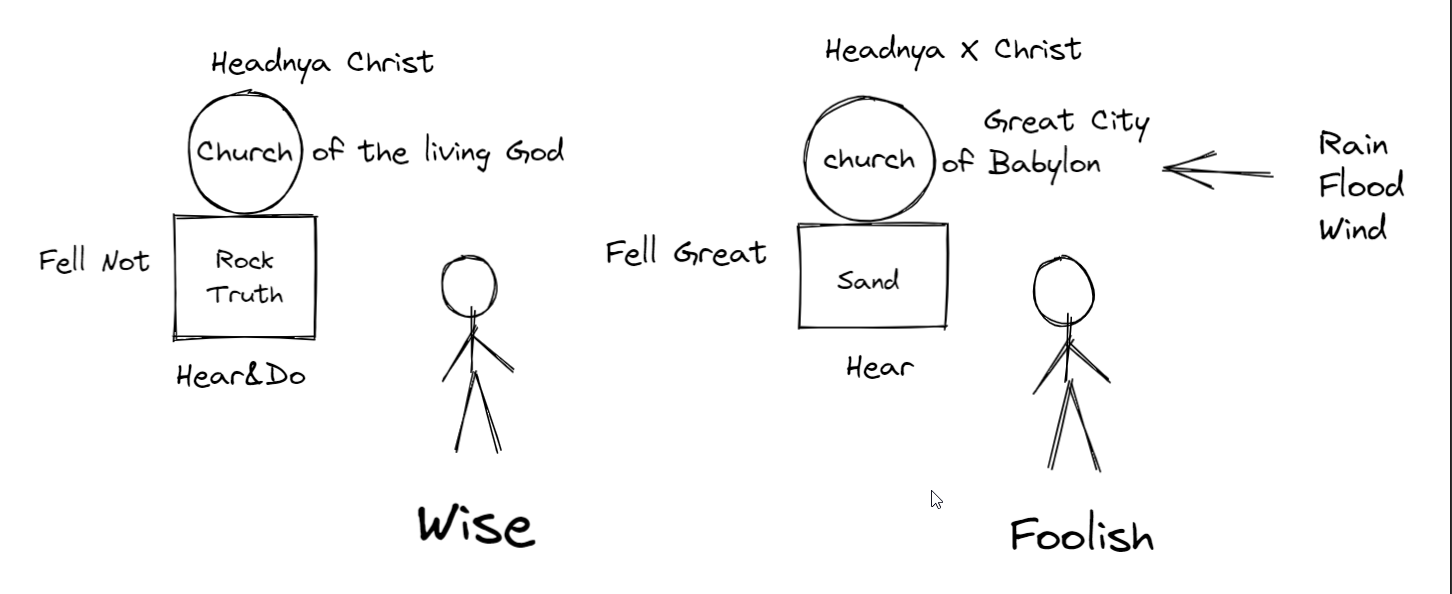 Headnya Christ
Church of the living God
Fell Not
Rock
Truth
Hear&Do
Wise
Headnya X Christ
Great City
church of Babylon
Fell Great
Sand
Hear
Foolish
Rain
Flood
Wind